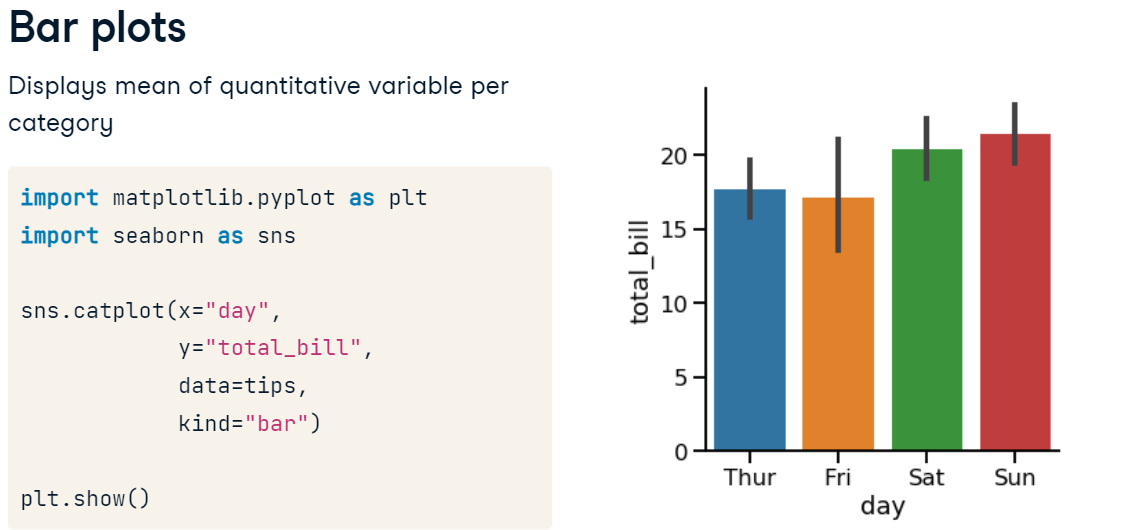 Bar plots
Displays mean of quantitative variable per
category
import matplotlib.pyplot as plt
import seaborn as sns
sns.catplot(x="day",
            y="total_bill",
            data=tips,
            kind="bar")
plt.show()
total_bill
20
15
10
5
0
Thur Fri Sat Sun
day